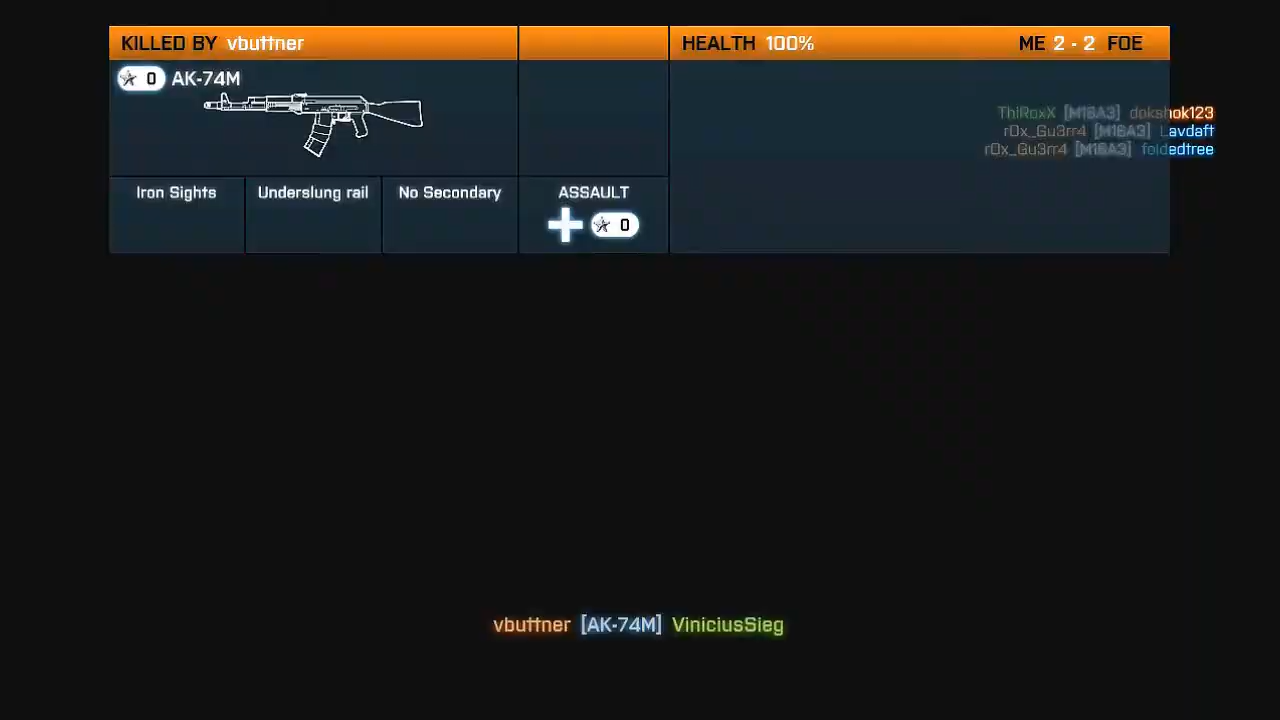 KILLED BY vbuttner HEALTH 100% ME 2 - 2 FOE
0 AK-74M
ThiRoxX [M16A3] dokshok123
r0x_Gu3rr4 [M16A3] Lavdaft
r0x_Gu3rr4 [M16A3] foldedtree
Iron Sights Underslung rail No Secondary ASSAULT
0
vbuttner [AK-74M] ViniciusSieg